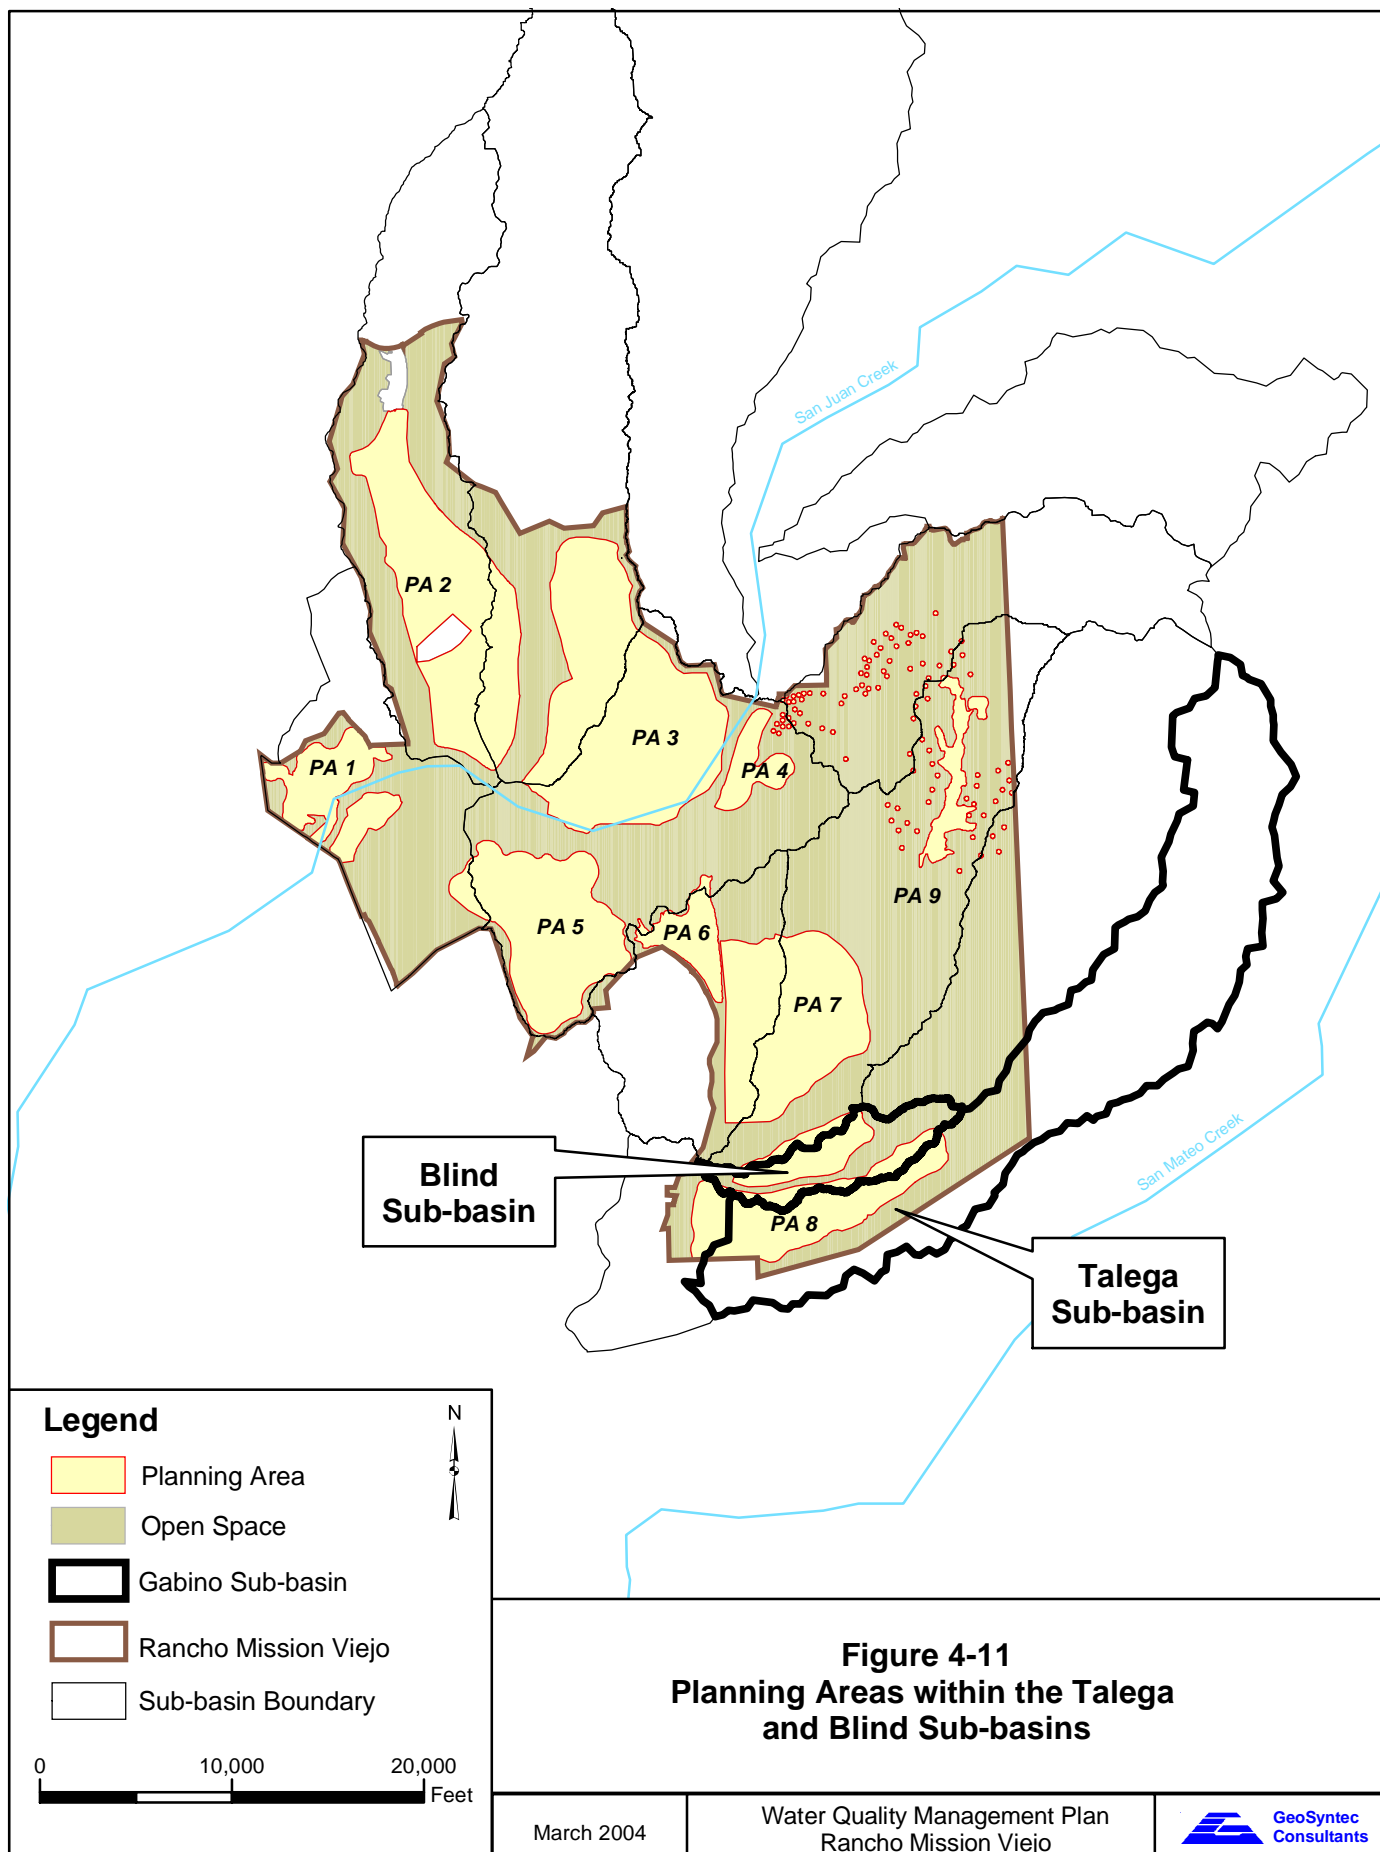 San Juan Creek
PA 2
PA 3
PA 1
PA 4
PA 9
PA 5
PA 6
PA 7
San Mateo Creek
Blind
Sub-basin
PA 8
Talega
Sub-basin
Legend
N
Planning Area
Open Space
Gabino Sub-basin
Rancho Mission Viejo
Sub-basin Boundary
0 10,000 20,000
Feet
Figure 4-11
Planning Areas within the Talega
and Blind Sub-basins
March 2004
Water Quality Management Plan
Rancho Mission Viejo
GeoSyntec
Consultants